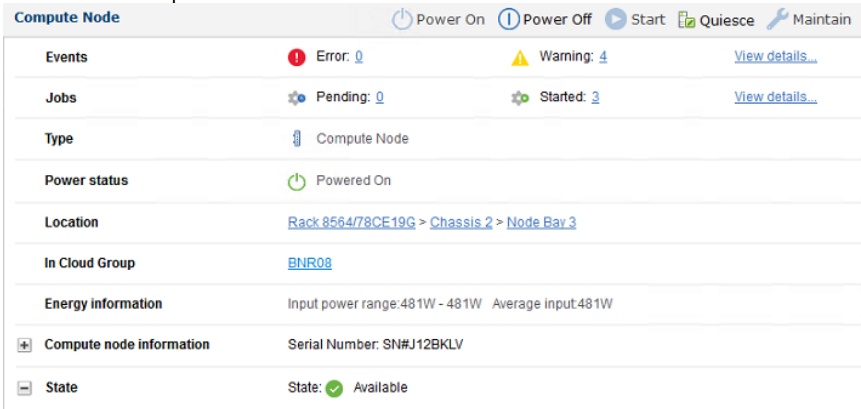 Compute Node Power On Power Off Start Quiesce Maintain
Events Error: 0 Warning: 4 View details...
Jobs Pending: 0 Started: 3 View details...
Type Compute Node
Power status Powered On
Location Rack 8564/78CE19G > Chassis 2 > Node Bay 3
In Cloud Group BNR08
Energy information Input power range:481W - 481W Average input:481W
Compute node information Serial Number: SN#J12BKLV
State State: Available